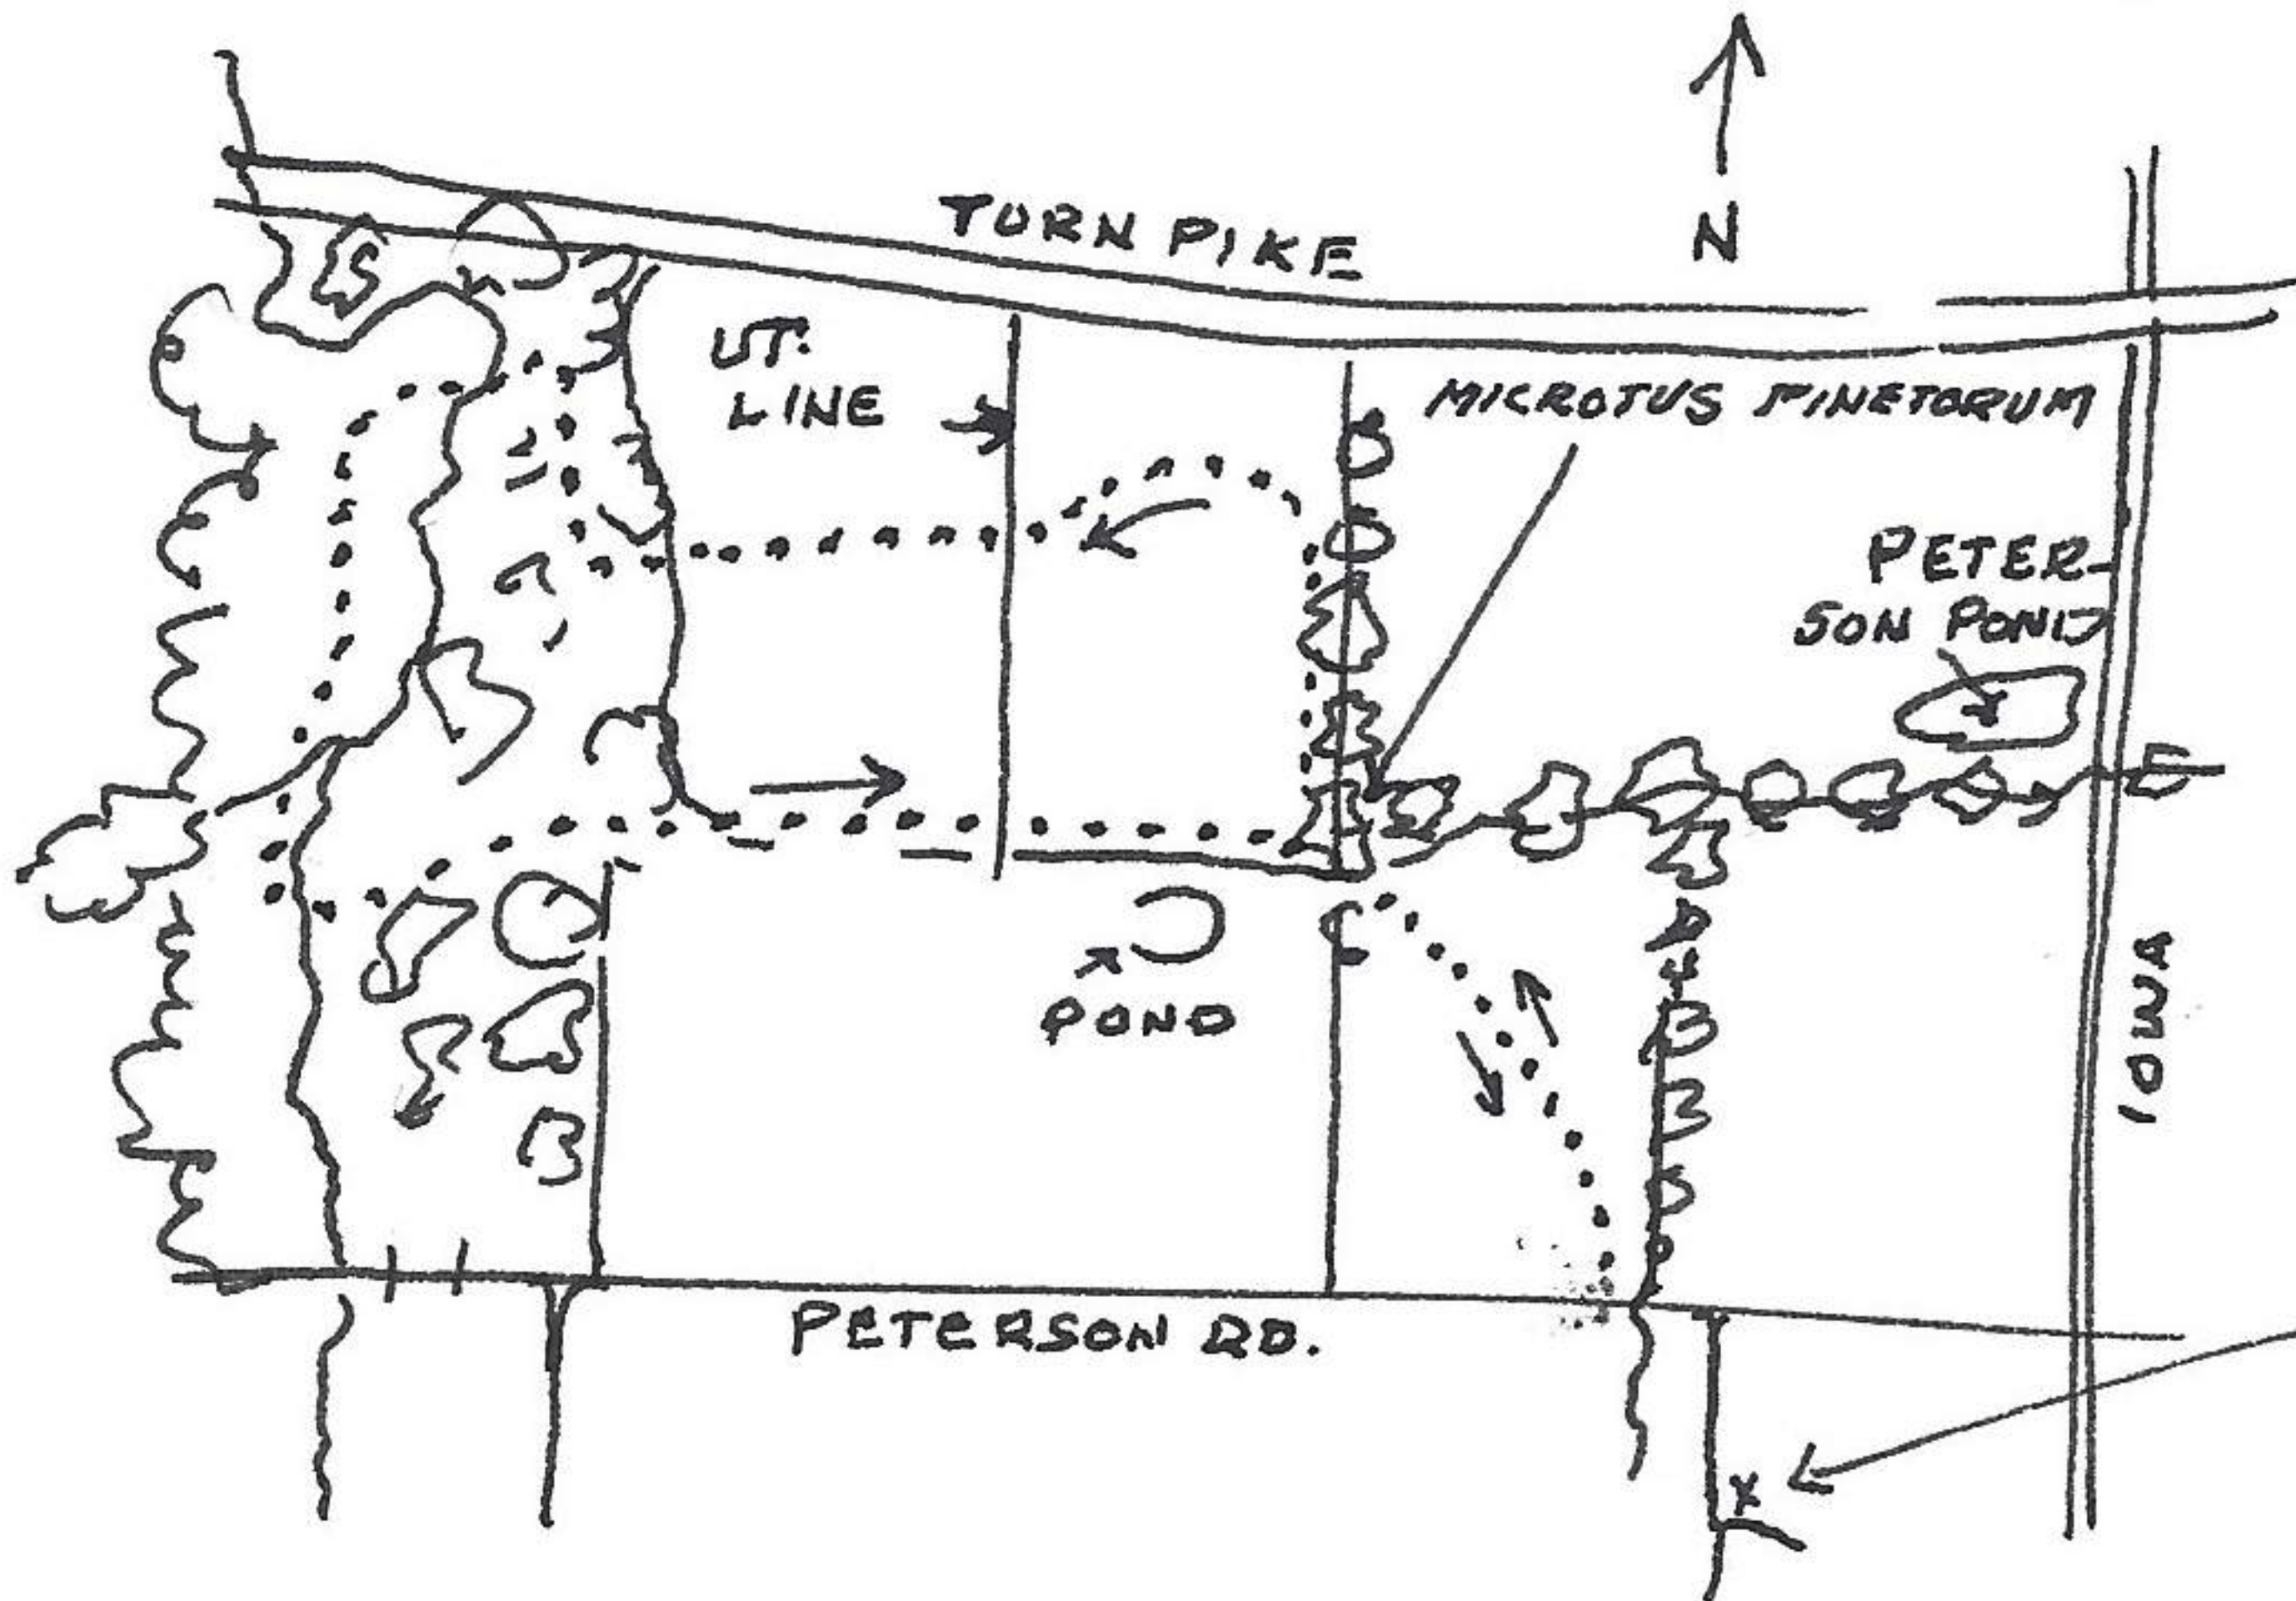 N
TURN PIKE
UT.
LINE
MICROTUS PINETORUM
PETER-
SON POND
POND
IOWA
PETERSON RD.
X